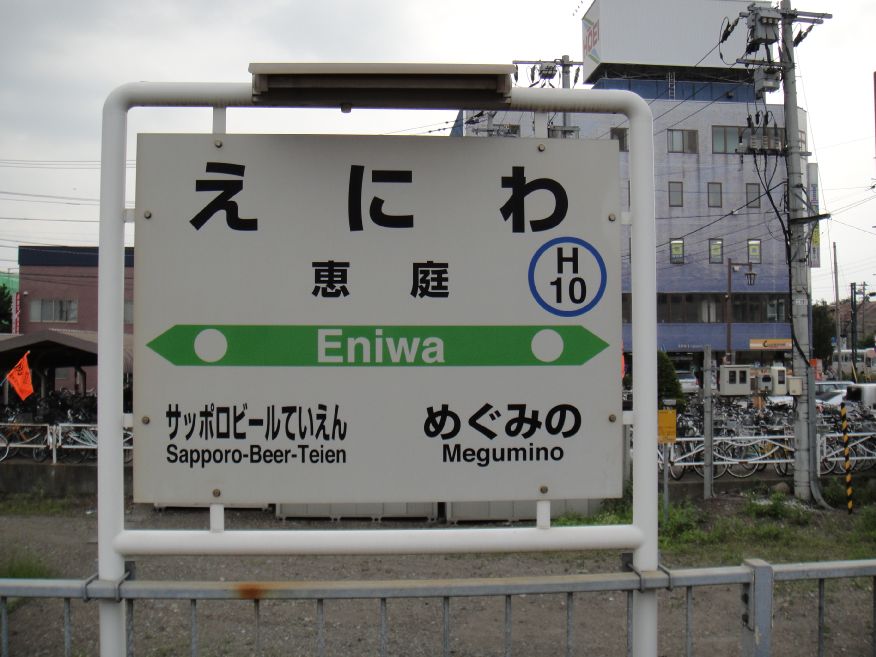 HOEI
えにわ
恵庭
H
10
Eniwa
サッポロビールていえん
Sapporo-Beer-Teien
めぐみの
Megumino